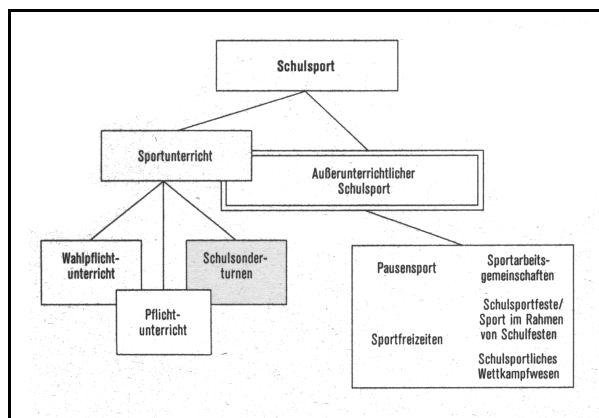 Schulsport
Sportunterricht
Außerunterrichtlicher
Schulsport
Wahlpflicht-
unterricht
Schulsonder-
turnen
Pflicht-
unterricht
Pausensport
Sportarbeits-
gemeinschaften
Sportfreizeiten
Schulsportfeste/
Sport im Rahmen
von Schulfesten
Schulsportliches
Wettkampfwesen